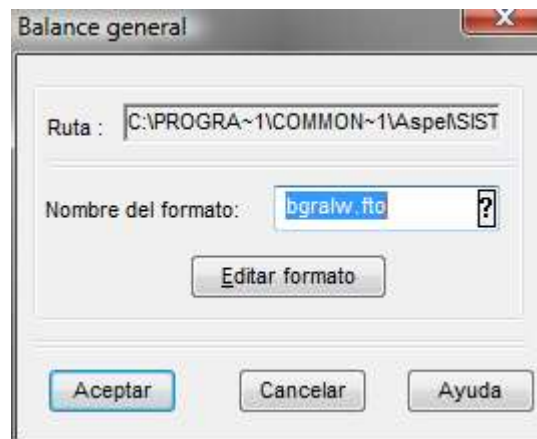 Balance general
Ruta : C:\PROGRA~1\COMMON~1\Aspel\SIST
Nombre del formato: bgralw.fto ?
Editar formato
Aceptar Cancelar Ayuda